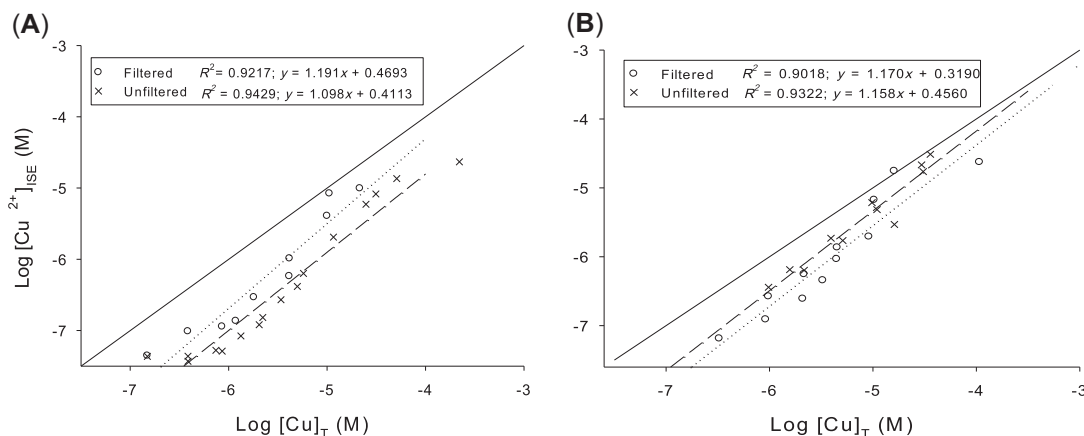 (A)
-3
Filtered R² = 0.9217; y = 1.191x + 0.4693
Unfiltered R² = 0.9429; y = 1.098x + 0.4113
-4
-5
-6
-7
Log [Cu ²⁺]ISE (M)
-7 -6 -5 -4 -3
Log [Cu]T (M)
(B)
-3
Filtered R² = 0.9018; y = 1.170x + 0.3190
Unfiltered R² = 0.9322; y = 1.158x + 0.4560
-4
-5
-6
-7
-7 -6 -5 -4 -3
Log [Cu]T (M)